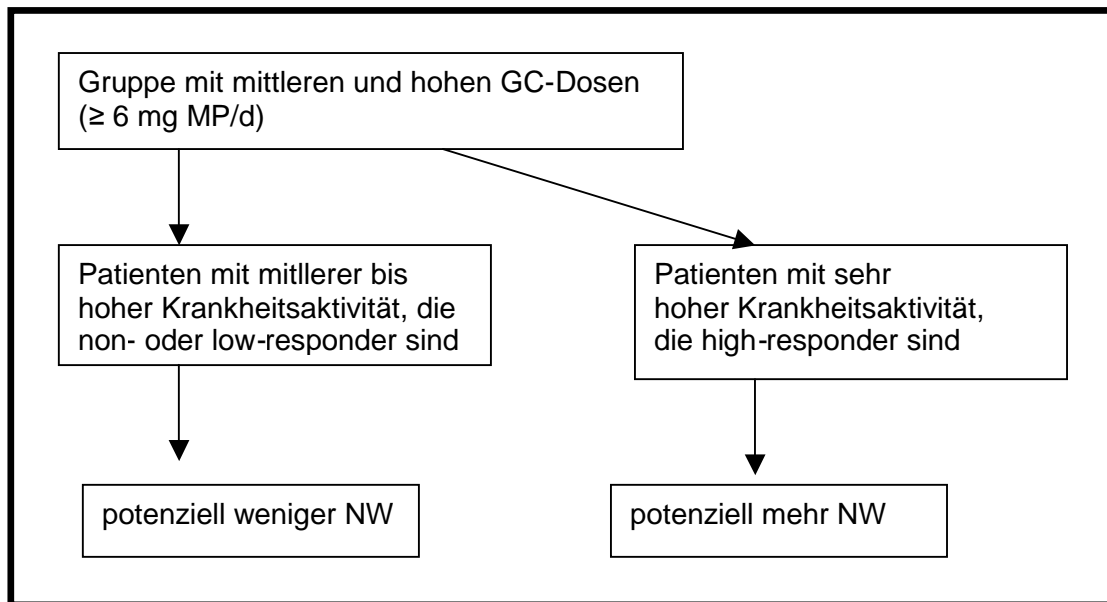 Gruppe mit mittleren und hohen GC-Dosen
(≥ 6 mg MP/d)
Patienten mit mitllerer bis
hoher Krankheitsaktivität, die
non- oder low-responder sind
Patienten mit sehr
hoher Krankheitsaktivität,
die high-responder sind
potenziell weniger NW
potenziell mehr NW